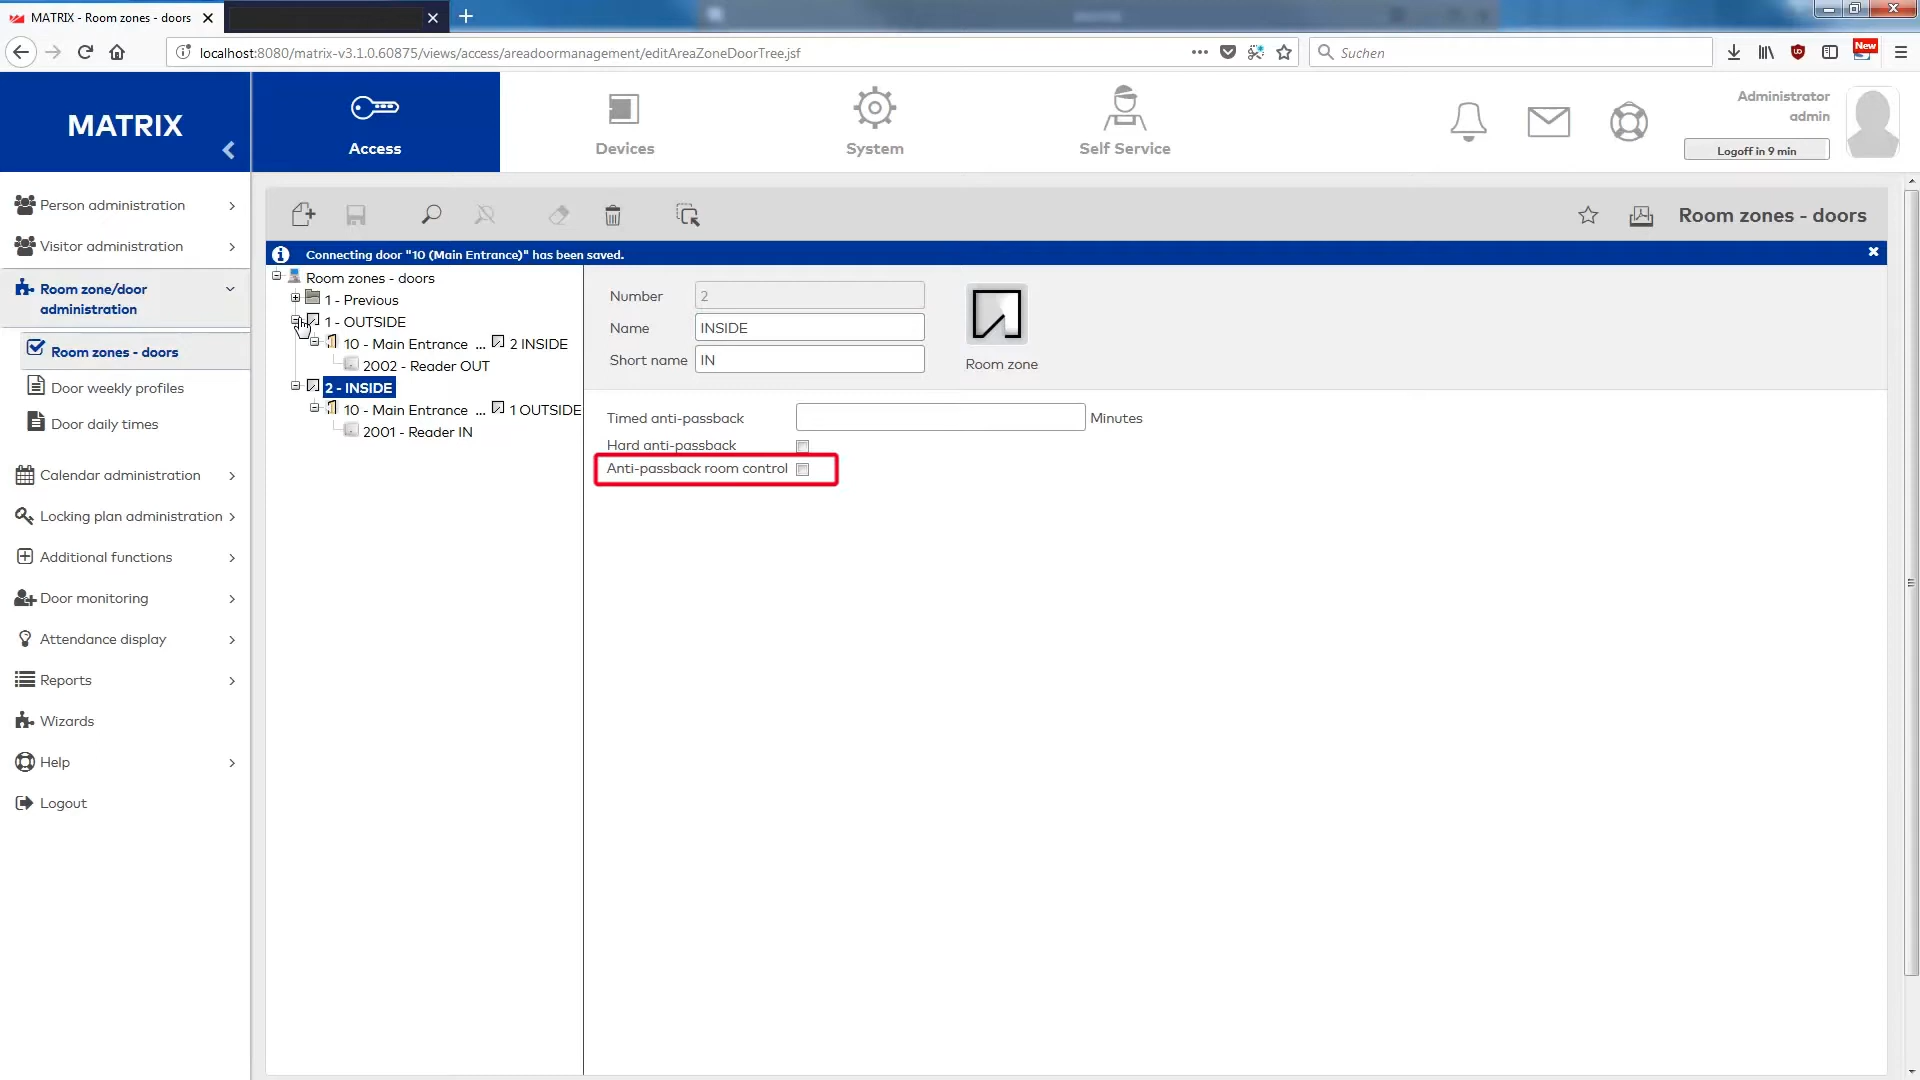 MATRIX - Room zones - doors
localhost:8080/matrix-v3.1.0.60875/views/access/areadoormanagement/editAreaZoneDoorTree.jsf
Suchen
New
MATRIX
Access
Devices
System
Self Service
Administrator
admin
Logoff in 9 min
Person administration
Visitor administration
Room zone/door
administration
Room zones - doors
Door weekly profiles
Door daily times
Calendar administration
Locking plan administration
Additional functions
Door monitoring
Attendance display
Reports
Wizards
Help
Logout
Room zones - doors
Connecting door "10 (Main Entrance)" has been saved.
Room zones - doors
1 - Previous
1 - OUTSIDE
10 - Main Entrance ... 2 INSIDE
2002 - Reader OUT
2 - INSIDE
10 - Main Entrance ... 1 OUTSIDE
2001 - Reader IN
Number 2
Name INSIDE
Short name IN
Room zone
Timed anti-passback Minutes
Hard anti-passback
Anti-passback room control